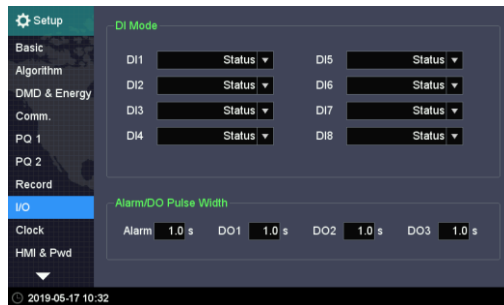 Setup
Basic
Algorithm
DMD & Energy
Comm.
PQ 1
PQ 2
Record
I/O
Clock
HMI & Pwd
DI Mode
DI1 Status DI5 Status
DI2 Status DI6 Status
DI3 Status DI7 Status
DI4 Status DI8 Status
Alarm/DO Pulse Width
Alarm 1.0 s DO1 1.0 s DO2 1.0 s DO3 1.0 s
2019-05-17 10:32